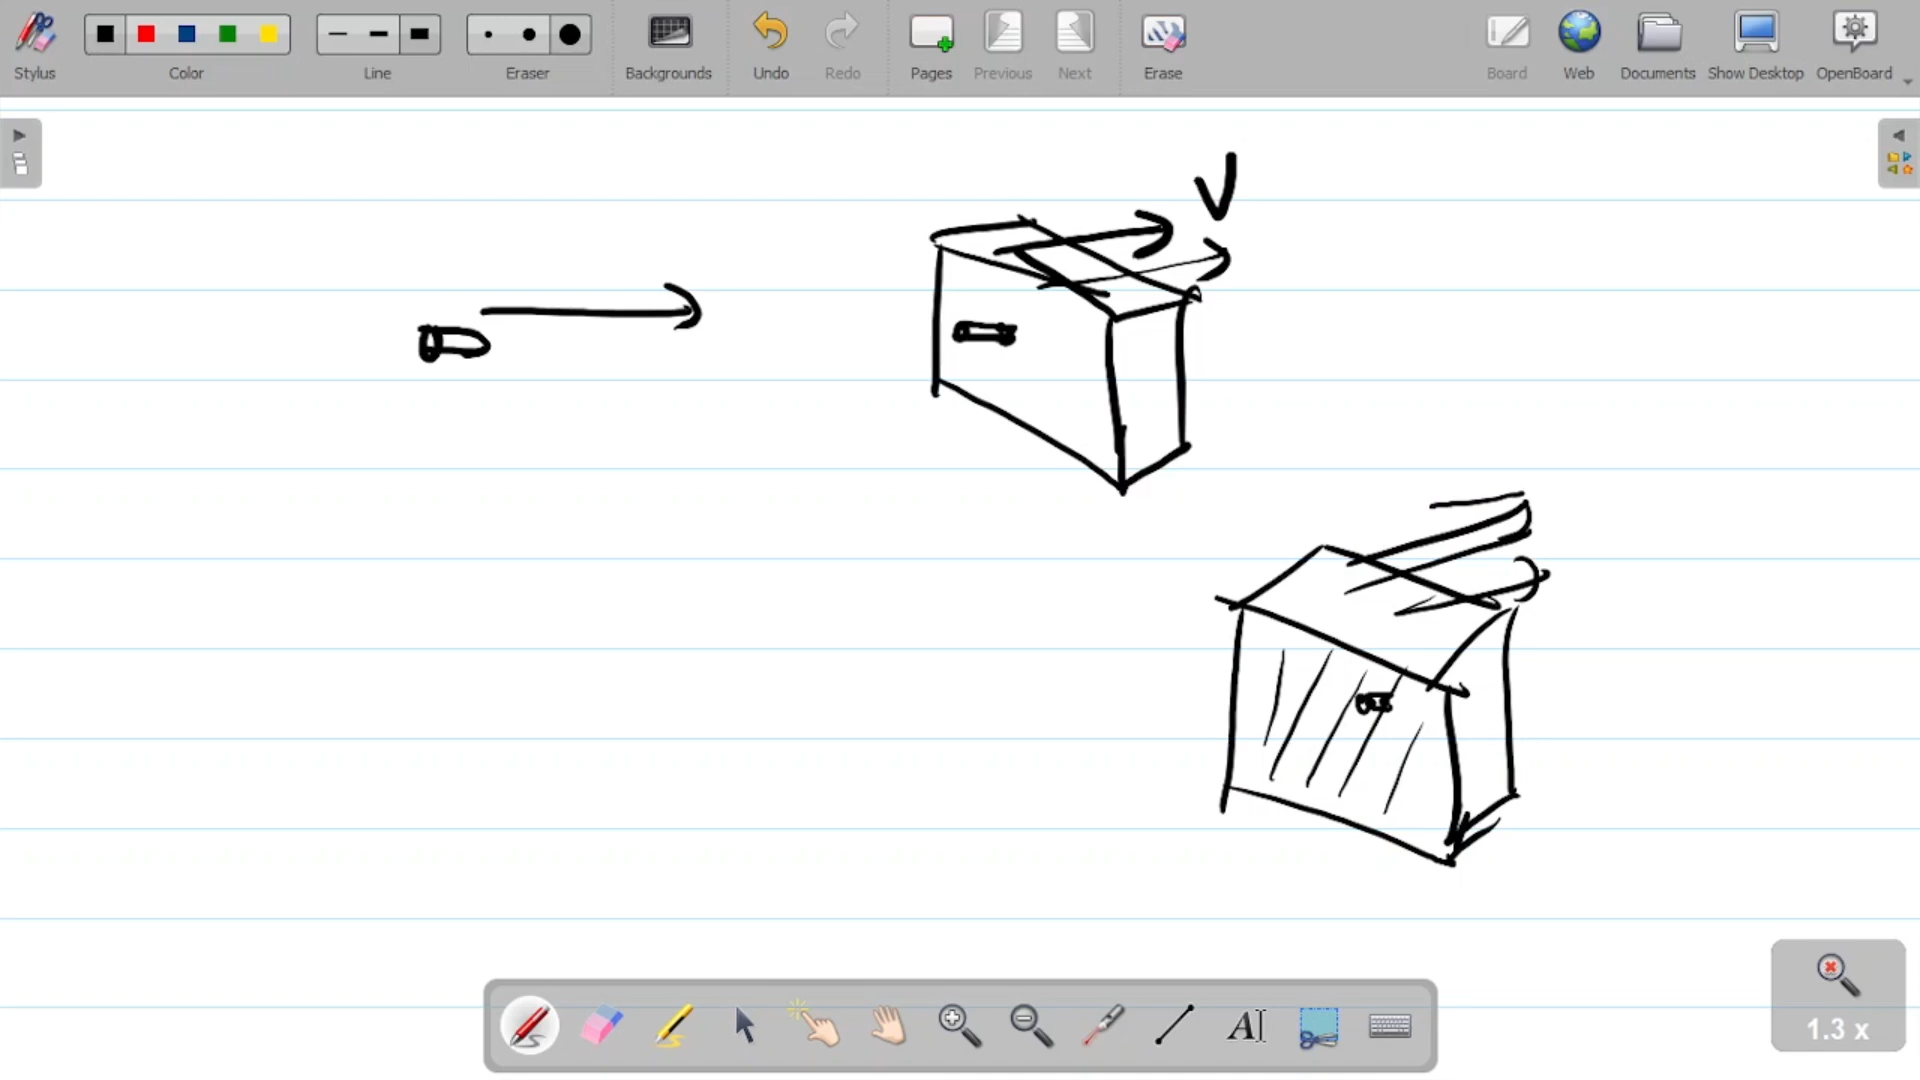 Stylus Color Line Eraser Backgrounds Undo Redo Pages Previous Next Erase Board Web Documents Show Desktop OpenBoard
V
AI
1.3 x